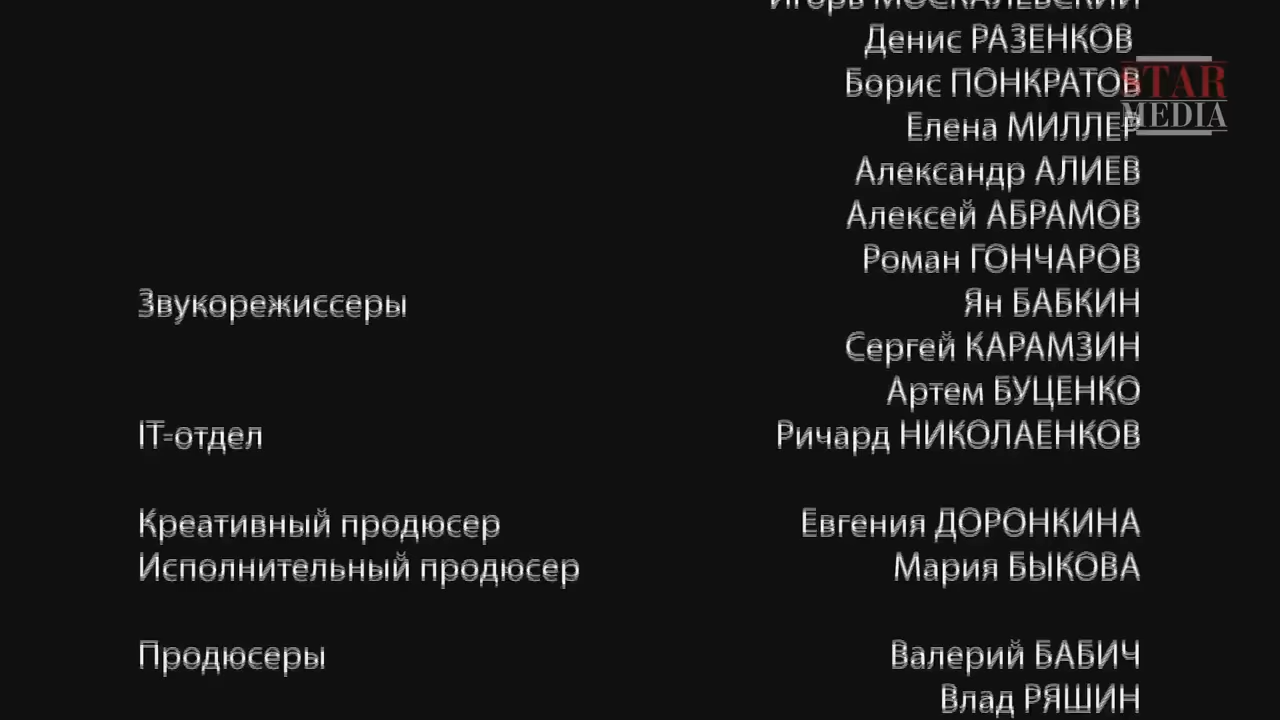 Игорь МОСКАЛЕВСКИЙ
Денис РАЗЕНКОВ
Борис ПОНКРАТОВ
STAR
MEDIA
Елена МИЛЛЕР
Александр АЛИЕВ
Алексей АБРАМОВ
Роман ГОНЧАРОВ
Звукорежиссеры Ян БАБКИН
Сергей КАРАМЗИН
Артем БУЦЕНКО
IT-отдел Ричард НИКОЛАЕНКОВ
Креативный продюсер Евгения ДОРОНКИНА
Исполнительный продюсер Мария БЫКОВА
Продюсеры Валерий БАБИЧ
Влад РЯШИН